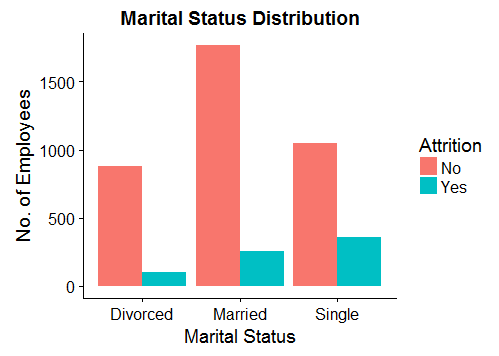 Marital Status Distribution
No. of Employees
1500
1000
500
0
Divorced Married Single
Marital Status
Attrition
No
Yes